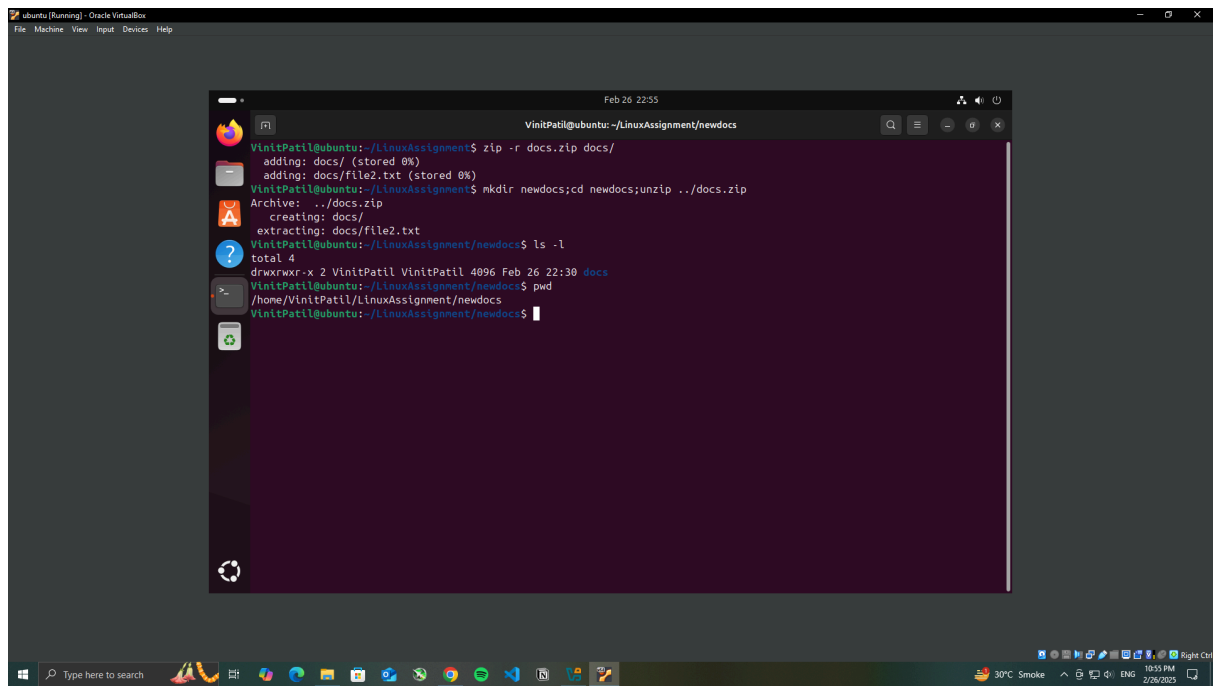 ubuntu [Running] - Oracle VirtualBox
File Machine View Input Devices Help
Feb 26 22:55
VinitPatil@ubuntu: ~/LinuxAssignment/newdocs
VinitPatil@ubuntu:~/LinuxAssignment$ zip -r docs.zip docs/
  adding: docs/ (stored 0%)
  adding: docs/file2.txt (stored 0%)
VinitPatil@ubuntu:~/LinuxAssignment$ mkdir newdocs;cd newdocs;unzip ../docs.zip
Archive:  ../docs.zip
   creating: docs/
 extracting: docs/file2.txt
VinitPatil@ubuntu:~/LinuxAssignment/newdocs$ ls -l
total 4
drwxrwxr-x 2 VinitPatil VinitPatil 4096 Feb 26 22:30 docs
VinitPatil@ubuntu:~/LinuxAssignment/newdocs$ pwd
/home/VinitPatil/LinuxAssignment/newdocs
VinitPatil@ubuntu:~/LinuxAssignment/newdocs$
Right Ctrl
Type here to search
30°C Smoke
ENG
10:55 PM
2/26/2025